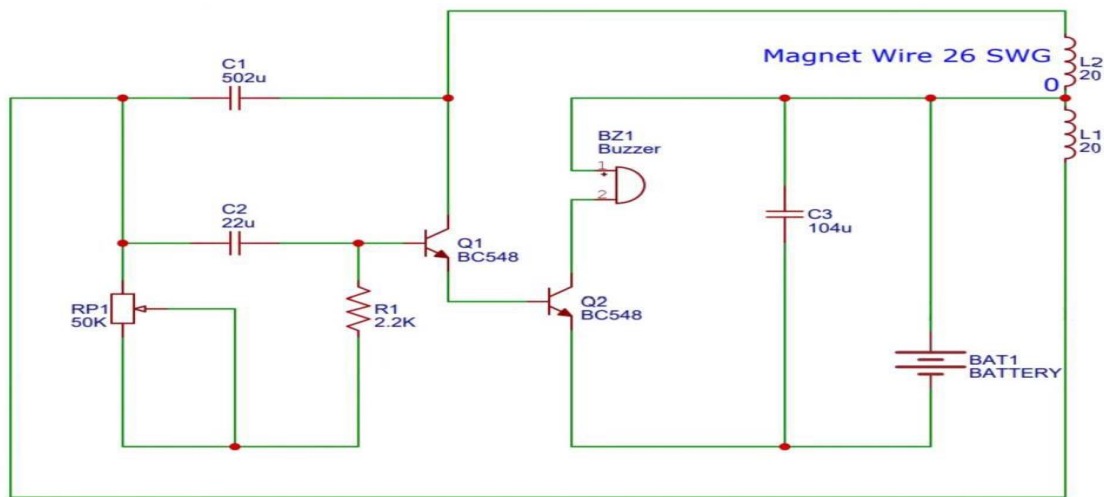 C1
502u
Magnet Wire 26 SWG
0
L2
20
L1
20
BZ1
Buzzer
1
2
C2
22u
C3
104u
Q1
BC548
RP1
50K
R1
2.2K
Q2
BC548
BAT1
BATTERY